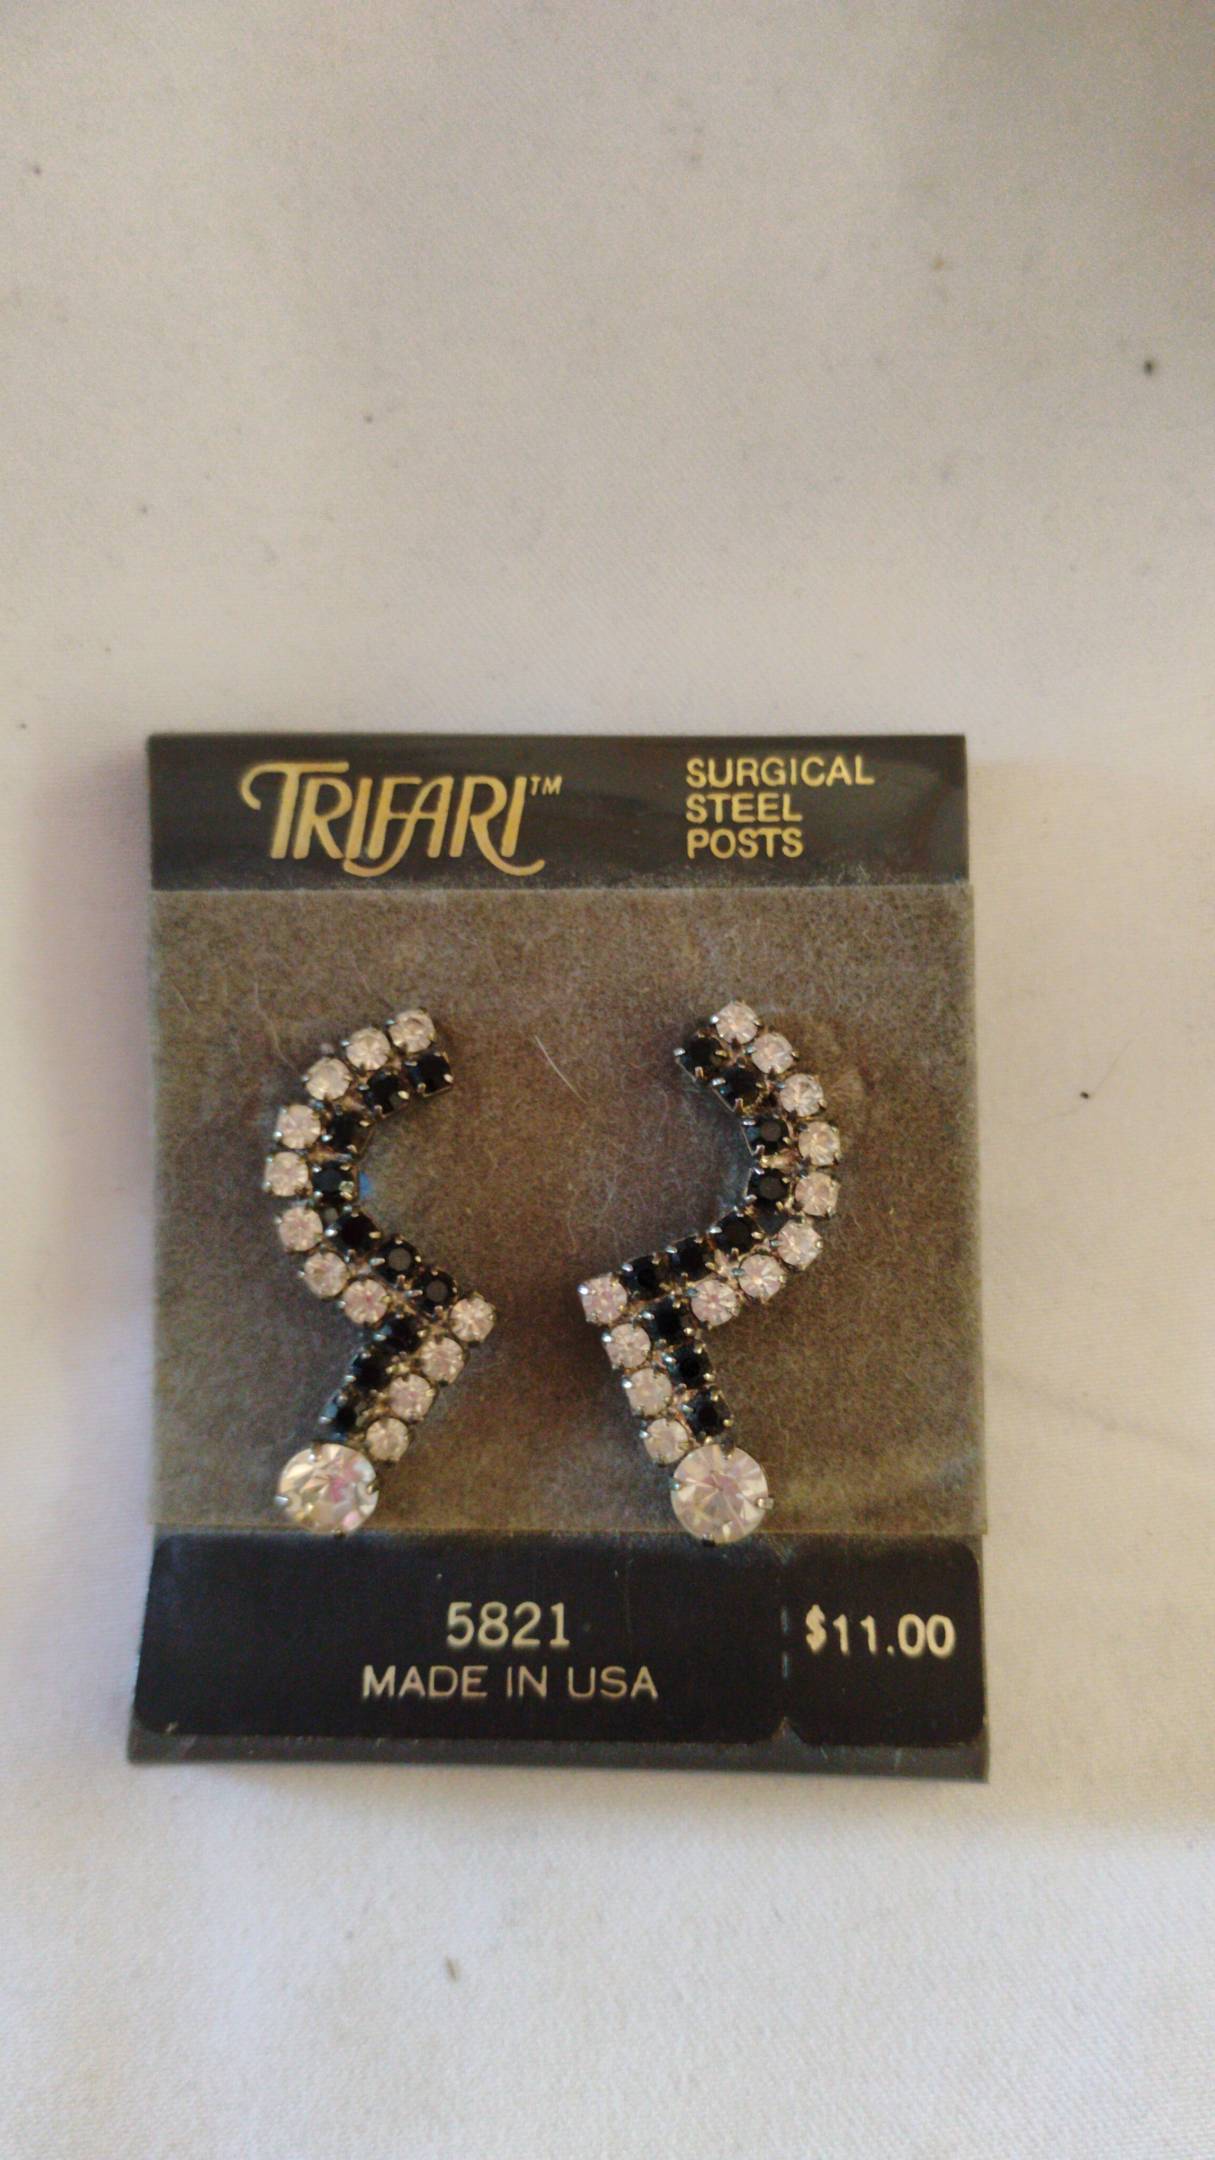 TRIFARI™
SURGICAL
STEEL
POSTS
5821
MADE IN USA
$11.00